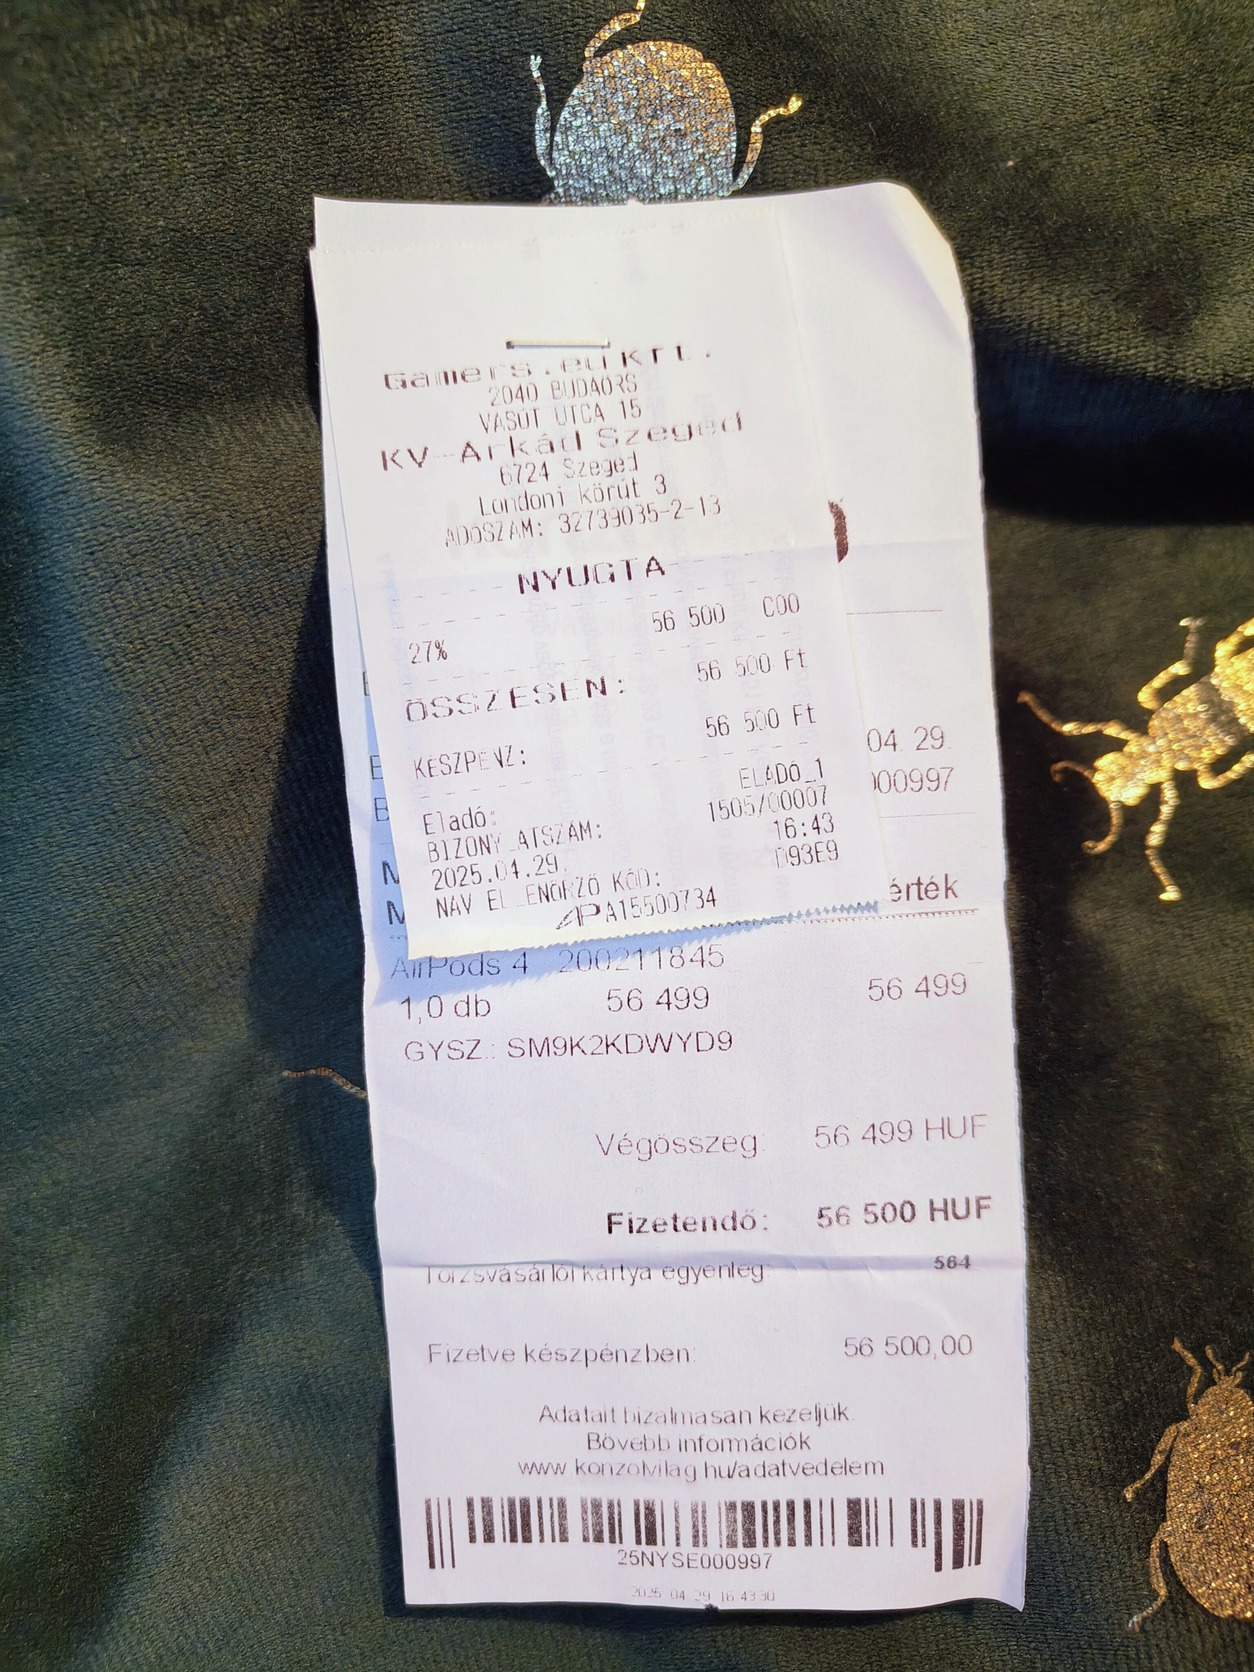 Gamers.eu Krt.
2040 BUDAÖRS
VASÚT UTCA 15
KV-Árkád Szeged
6724 Szeged
Londoni körút 3
ADÓSZÁM: 32739035-2-13
NYUGTA
27% 56 500 C00
ÖSSZESEN: 56 500 Ft
KÉSZPÉNZ: 56 500 Ft
Eladó: ELADÓ_1
BIZONYLATSZÁM: 1505/00007
2025.04.29. 16:43
NAV ELLENŐRZŐ KÓD: D93E9
AP A15500734
04. 29.
000997
érték
AirPods 4 200211845
1,0 db 56 499 56 499
GYSZ.: SM9K2KDWYD9
Végösszeg: 56 499 HUF
Fizetendő: 56 500 HUF
Törzsvásárlói kártya egyenleg: 564
Fizetve készpénzben: 56 500,00
Adatait bizalmasan kezeljük.
Bővebb információk
www.konzolvilag.hu/adatvedelem
25NYSE000997
2025. 04. 29. 16:43:30